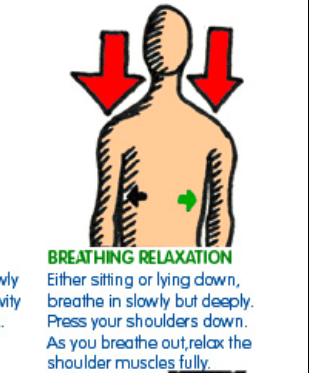 BREATHING RELAXATION
Either sitting or lying down,
wly breathe in slowly but deeply.
vity Press your shoulders down.
. As you breathe out,relax the
shoulder muscles fully.